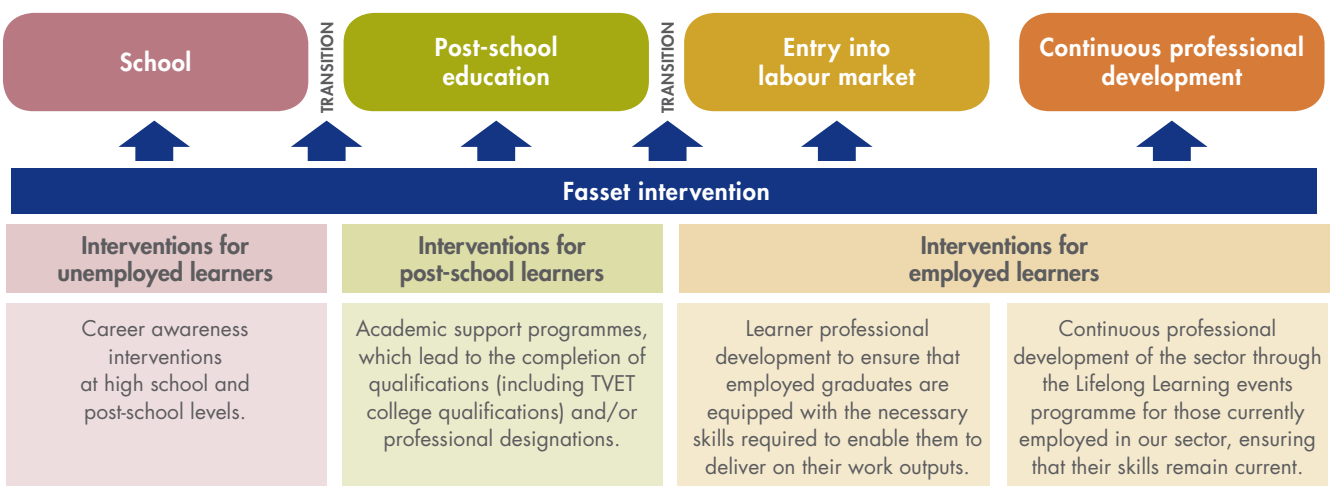 School
TRANSITION
Post-school
education
TRANSITION
Entry into
labour market
Continuous professional
development
Fasset intervention
Interventions for
unemployed learners
Interventions for
post-school learners
Interventions for
employed learners
Career awareness
interventions
at high school and
post-school levels.
Academic support programmes,
which lead to the completion of
qualifications (including TVET
college qualifications) and/or
professional designations.
Learner professional
development to ensure that
employed graduates are
equipped with the necessary
skills required to enable them to
deliver on their work outputs.
Continuous professional
development of the sector through
the Lifelong Learning events
programme for those currently
employed in our sector, ensuring
that their skills remain current.